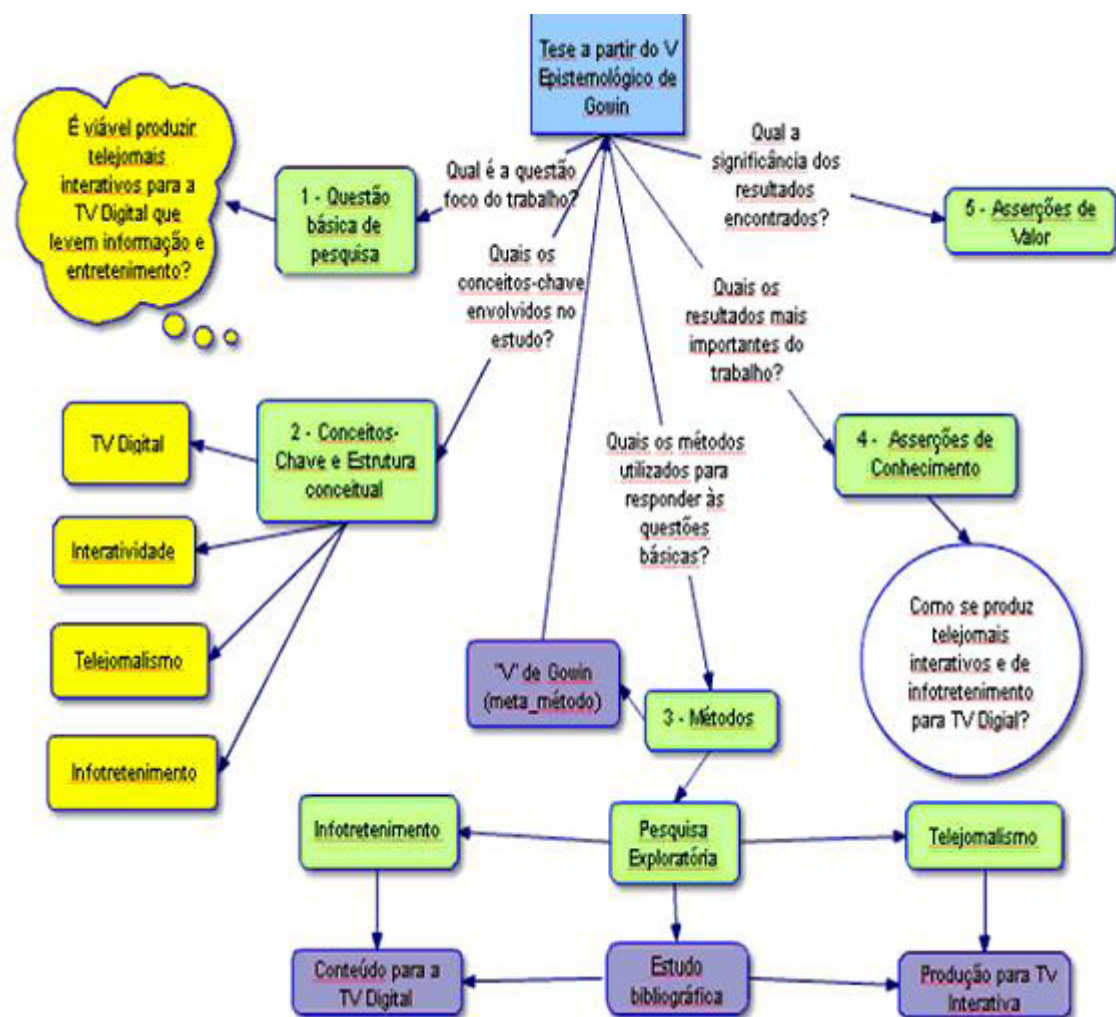 Tese a partir do V
Epistemológico de
Gowin
É viável produzir
telejornais
interativos para a
TV Digital que
levem informação e
entretenimento?
1 - Questão
básica de
pesquisa
Qual é a questão
foco do trabalho?
Qual a
significância dos
resultados
encontrados?
5 - Asserções de
Valor
Quais os
conceitos-chave
envolvidos no
estudo?
Quais os
resultados mais
importantes do
trabalho?
2 - Conceitos-
Chave e Estrutura
conceitual
TV Digital
Interatividade
Telejornalismo
Infotretenimento
Quais os métodos
utilizados para
responder às
questões
básicas?
4 - Asserções de
Conhecimento
Como se produz
telejornais
interativos e de
infotretenimento
para TV Digial?
"V" de Gowin
(meta_método)
3 - Métodos
Infotretenimento
Pesquisa
Exploratória
Telejornalismo
Conteúdo para a
TV Digital
Estudo
bibliográfica
Produção para TV
Interativa